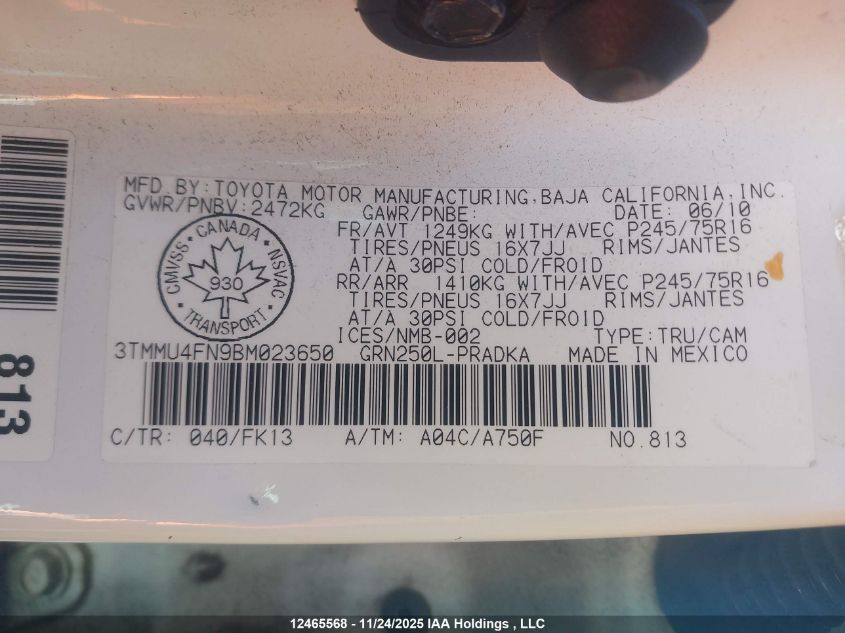 MFD.BY:TOYOTA MOTOR MANUFACTURING,BAJA CALIFORNIA,INC.
GVWR/PNBV:2472KG GAWR/PNBE: DATE: 06/10
FR/AVT 1249KG WITH/AVEC P245/75R16
TIRES/PNEUS 16X7JJ RIMS/JANTES
AT/A 30PSI COLD/FROID
RR/ARR 1410KG WITH/AVEC P245/75R16
TIRES/PNEUS 16X7JJ RIMS/JANTES
AT/A 30PSI COLD/FROID
CANADA
CMVSS NSVAC
930
TRANSPORT
ICES/NMB-002 TYPE:TRU/CAM
3TMMU4FN9BM023650 GRN250L-PRADKA MADE IN MEXICO
C/TR: 040/FK13 A/TM: A04C/A750F NO.813
813
12465568 - 11/24/2025 IAA Holdings , LLC